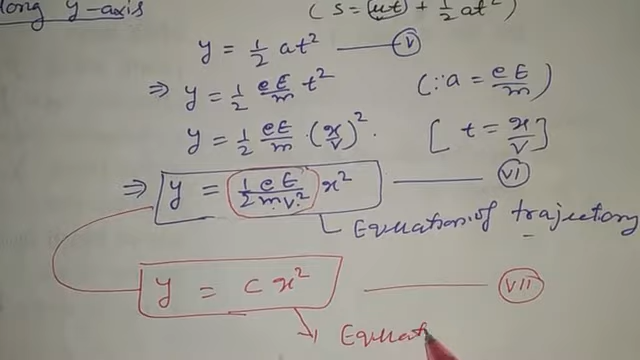 long y-axis (s = ut + 1/2 at²)
y = 1/2 at² — (v)
⇒ y = 1/2 eE/m t² (∵ a = eE/m)
y = 1/2 eE/m · (x/v)². [t = x/v]
⇒ y = 1/2 eE/mv² x² — (vi)
Equation of trajectory
y = c x² — (vii)
Equat